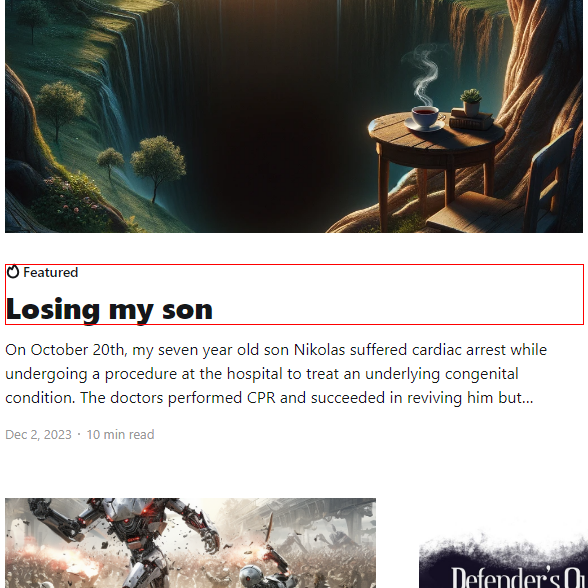 Featured
Losing my son
On October 20th, my seven year old son Nikolas suffered cardiac arrest while
undergoing a procedure at the hospital to treat an underlying congenital
condition. The doctors performed CPR and succeeded in reviving him but...
Dec 2, 2023 · 10 min read
Defender's